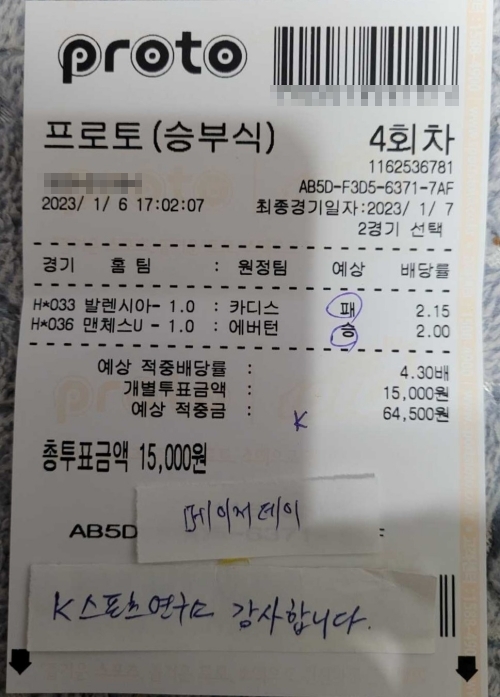 proto
프로토(승부식) 4회차
1162536781
AB5D-F3D5-6371-7AF
2023/ 1/ 6 17:02:07 최종경기일자:2023/ 1/ 7
2경기 선택
경기 홈팀 : 원정팀 예상 배당률
H*033 발렌시아- 1.0 : 카디스 패 2.15
H*036 맨체스U - 1.0 : 에버턴 승 2.00
예상 적중배당률 : 4.30배
개별투표금액 : 15,000원
예상 적중금 : 64,500원
K
총투표금액 15,000원
메이저데이
AB5D
K스포츠연구소 감사합니다.